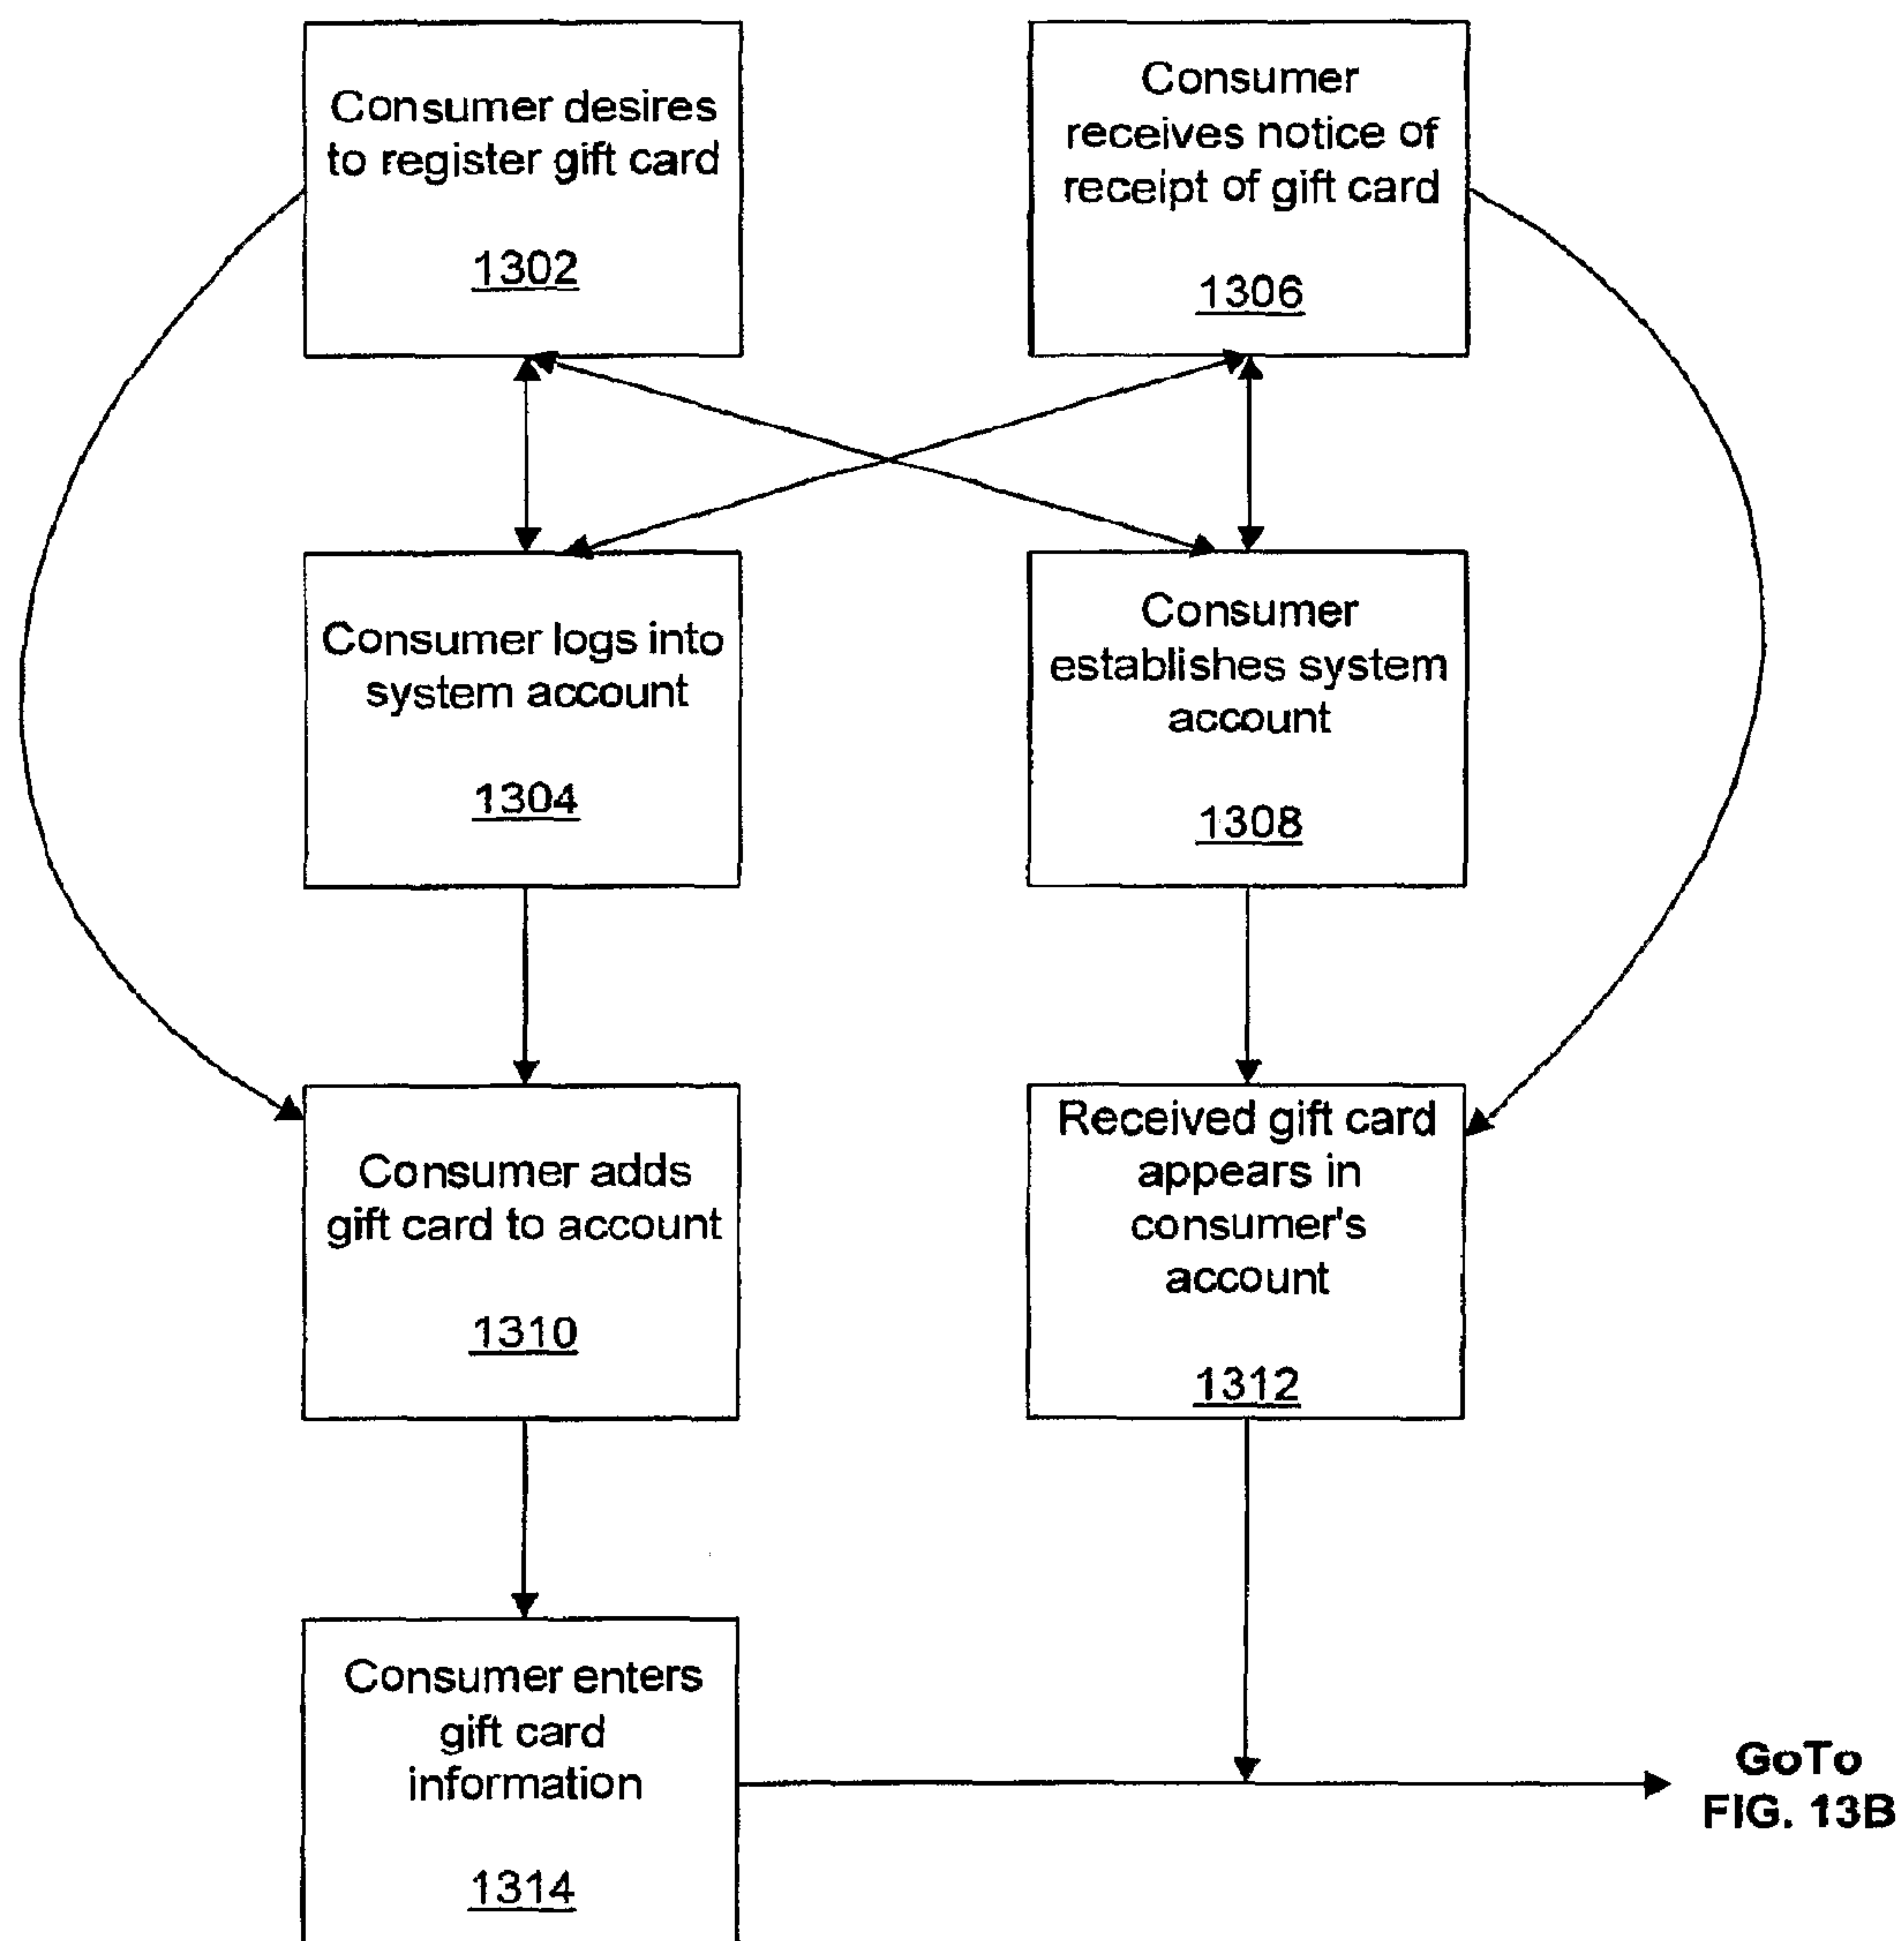 Consumer desires
to register gift card
1302
Consumer
receives notice of
receipt of gift card
1306
Consumer logs into
system account
1304
Consumer
establishes system
account
1308
Consumer adds
gift card to account
1310
Received gift card
appears in
consumer's
account
1312
Consumer enters
gift card
information
1314
GoTo
FIG. 13B